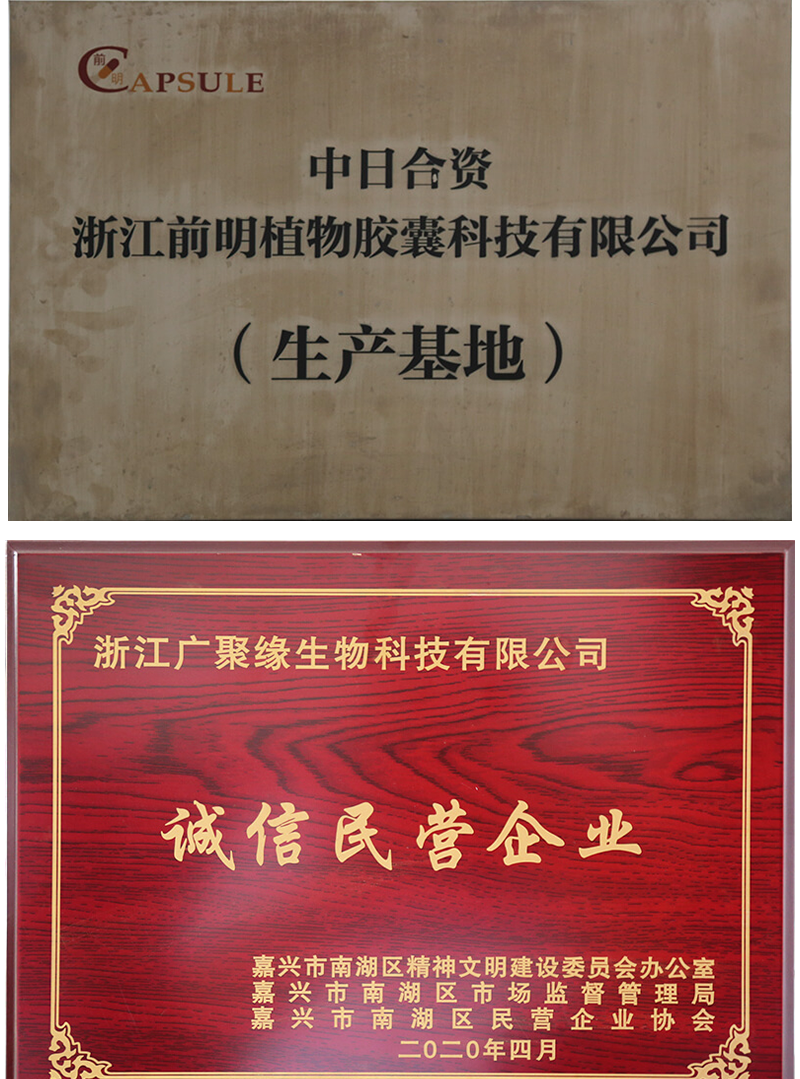 前明
CAPSULE
中日合资
浙江前明植物胶囊科技有限公司
（生产基地）
浙江广聚缘生物科技有限公司
诚信民营企业
嘉兴市南湖区精神文明建设委员会办公室
嘉兴市南湖区市场监督管理局
嘉兴市南湖区民营企业协会
二〇二〇年四月